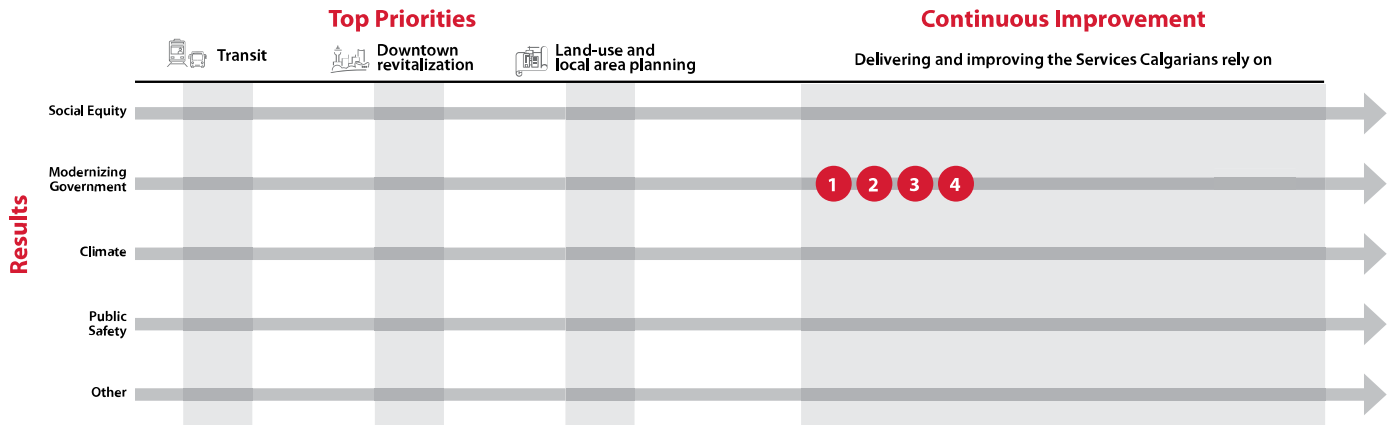 Top Priorities
Continuous Improvement
Transit
Downtown
revitalization
Land-use and
local area planning
Delivering and improving the Services Calgarians rely on
Results
Social Equity
Modernizing
Government
1 2 3 4
Climate
Public
Safety
Other